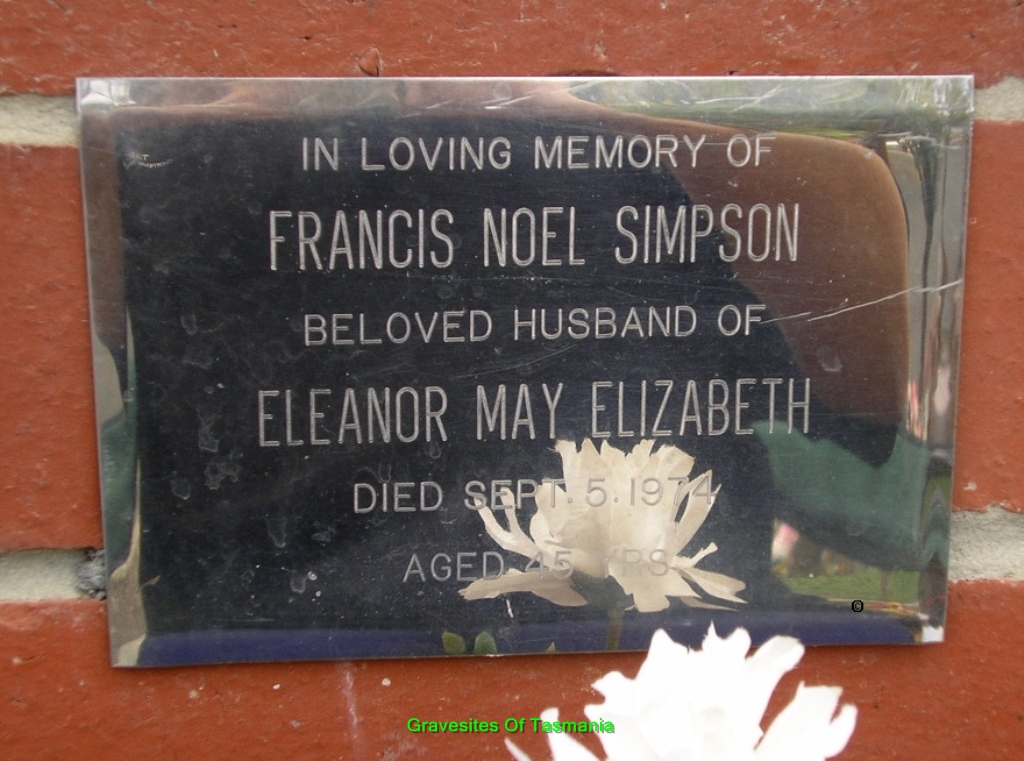 IN LOVING MEMORY OF
FRANCIS NOEL SIMPSON
BELOVED HUSBAND OF
ELEANOR MAY ELIZABETH
DIED SEPT. 5. 1974
AGED 45 YRS
©
Gravesites Of Tasmania